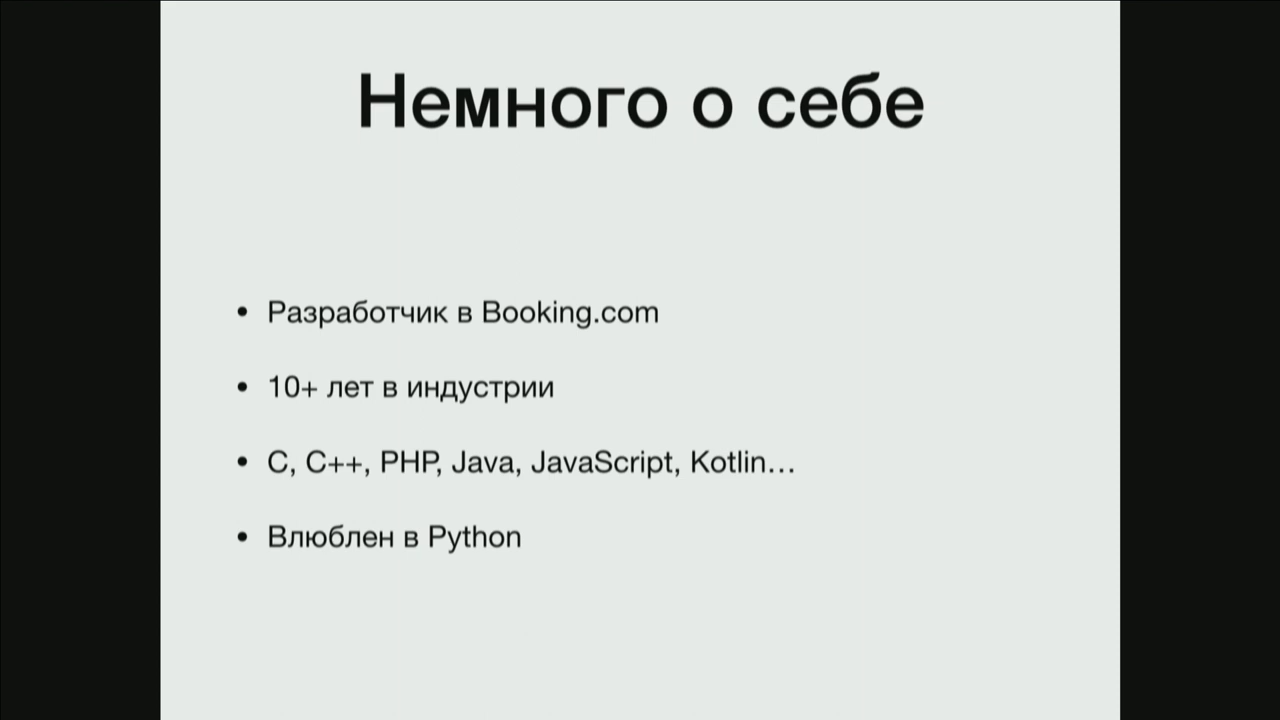 Немного о себе
• Разработчик в Booking.com
• 10+ лет в индустрии
• C, C++, PHP, Java, JavaScript, Kotlin…
• Влюблен в Python